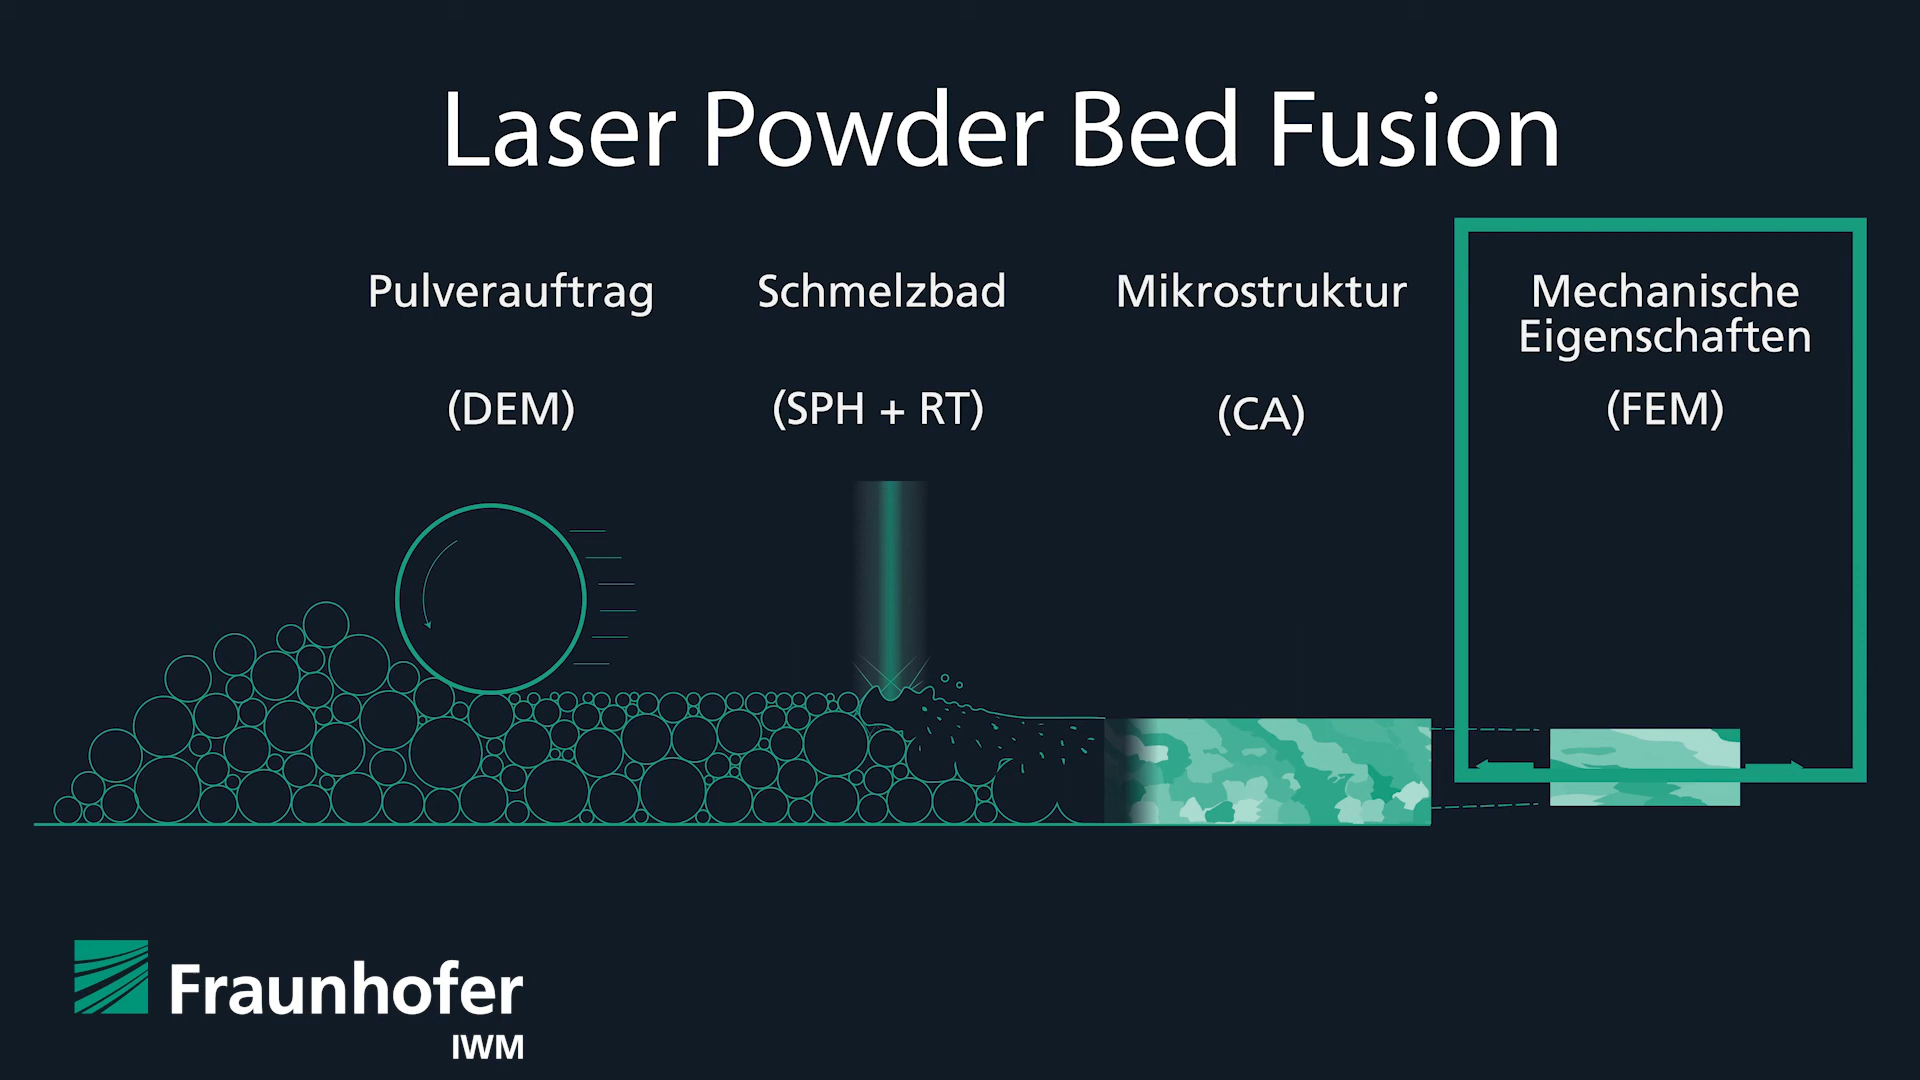 Laser Powder Bed Fusion
Pulverauftrag
(DEM)
Schmelzbad
(SPH + RT)
Mikrostruktur
(CA)
Mechanische
Eigenschaften
(FEM)
Fraunhofer
IWM